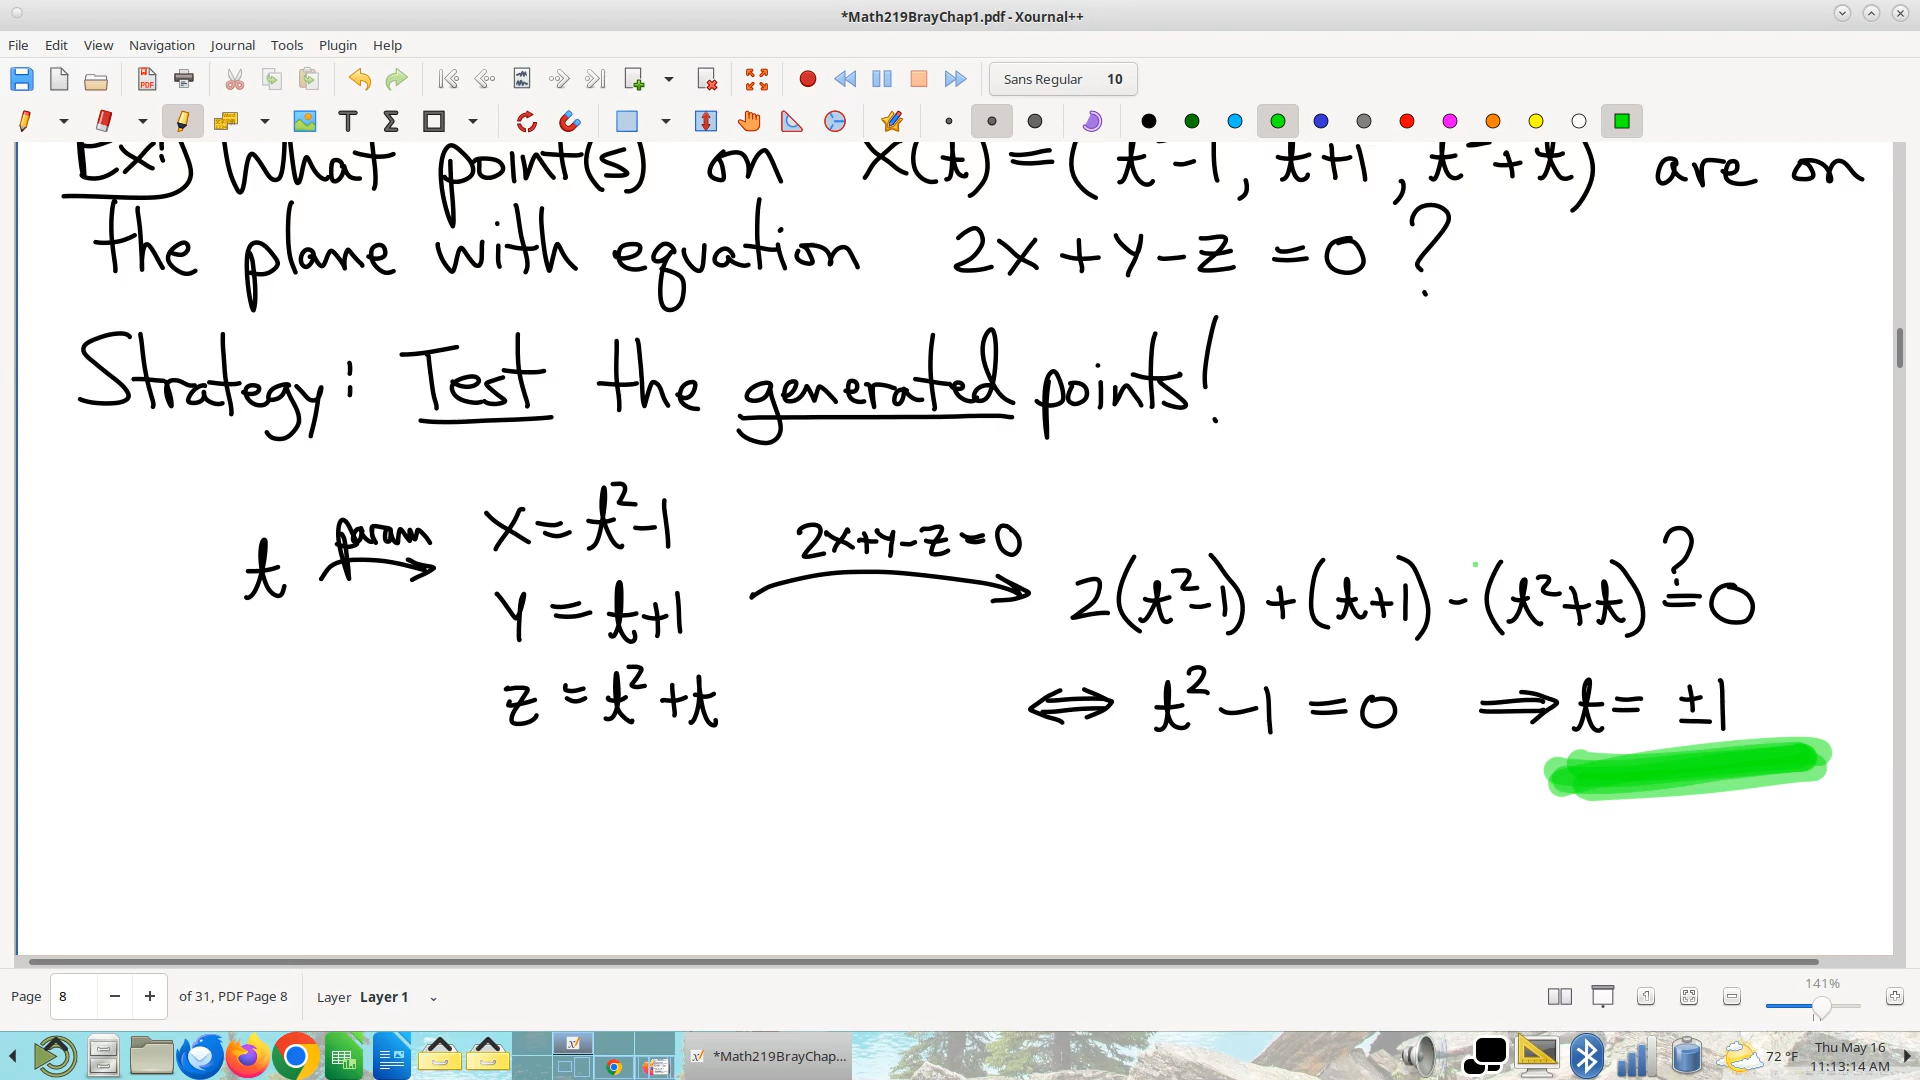 *Math219BrayChap1.pdf - Xournal++
File Edit View Navigation Journal Tools Plugin Help
Sans Regular 10
Ex:) What point(s) on X(t) = (t²-1, t+1, t²+t) are on
the plane with equation 2x+y-z=0?
Strategy: Test the generated points!
t param x = t²-1 2x+y-z=0
2(t²-1)+(t+1)-(t²+t) ?= 0
y = t+1
z = t²+t ⟺ t²-1 = 0 ⟹ t = ±1
141%
Page 8 of 31, PDF Page 8 Layer Layer 1
*Math219BrayChap... 72 °F Thu May 16
11:13:14 AM